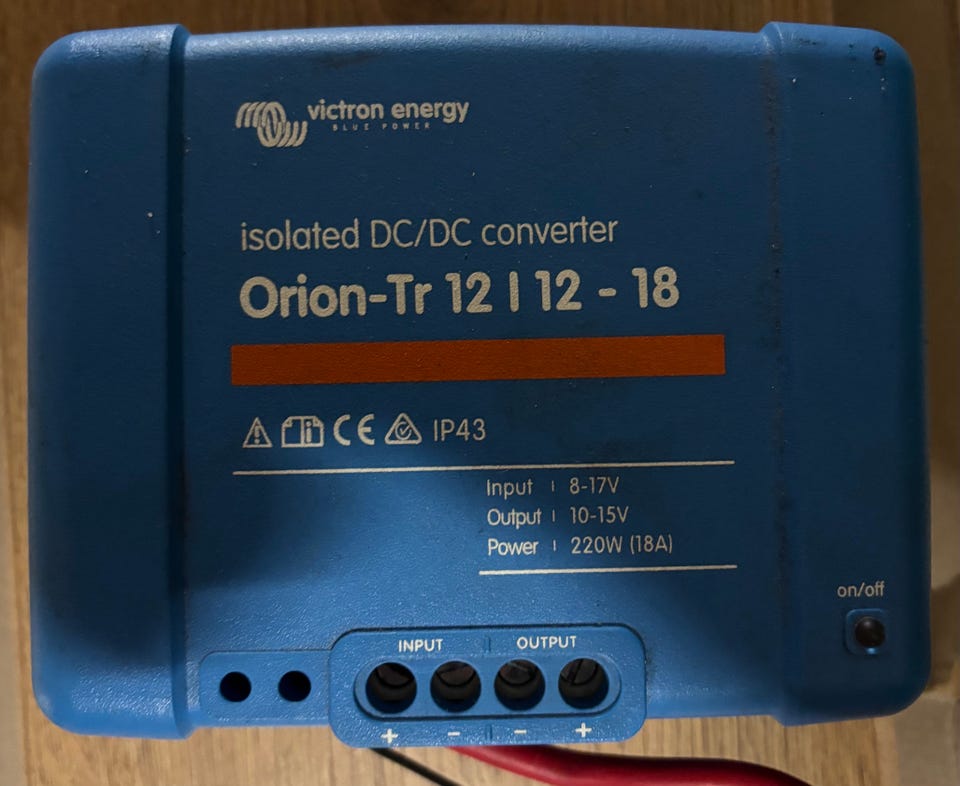 victron energy
BLUE POWER
isolated DC/DC converter
Orion-Tr 12 | 12 - 18
CE IP43
Input | 8-17V
Output | 10-15V
Power | 220W (18A)
on/off
INPUT | OUTPUT
+ - - +